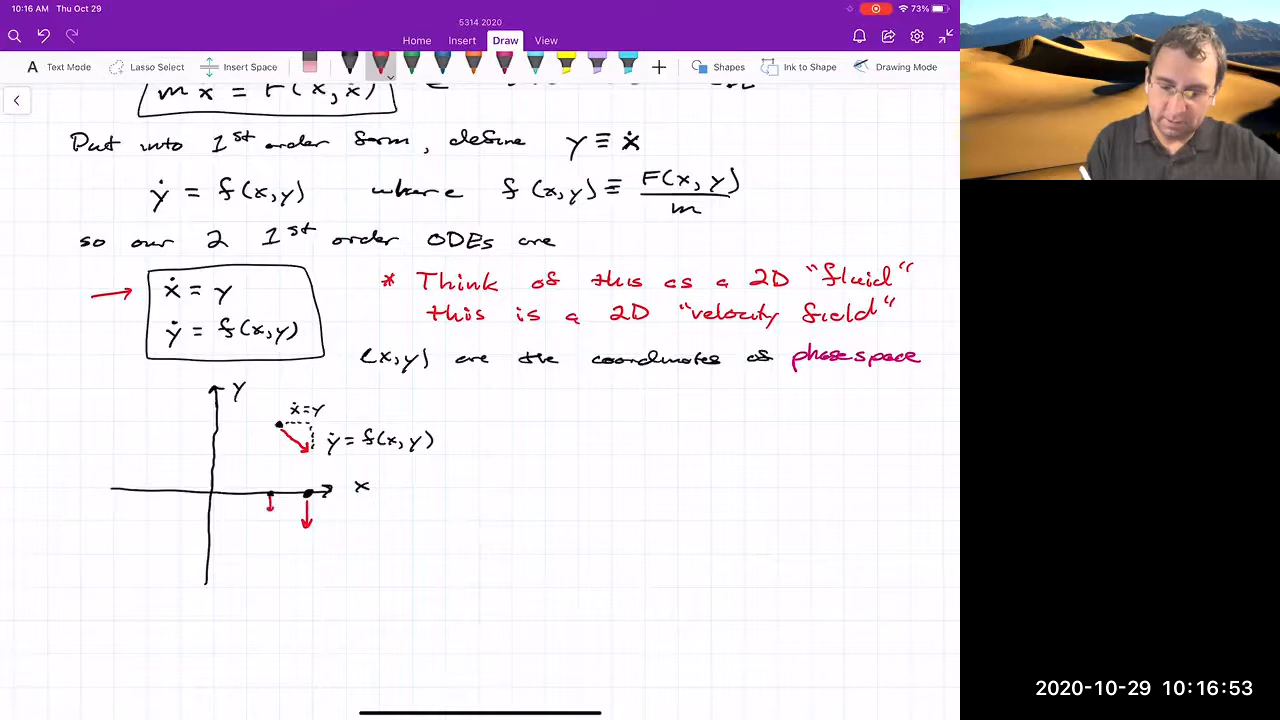 10:16 AM Thu Oct 29
73%
5314 2020
Home Insert Draw View
Text Mode Lasso Select Insert Space Shapes Ink to Shape Drawing Mode
m ẍ = F(x, ẋ)
Put into 1st order form, define y ≡ ẋ
ẏ = f(x,y) where f(x,y) ≡ F(x,y)/m
so our 2 1st order ODEs are
ẋ = y
ẏ = f(x,y)
* Think of this as a 2D "fluid"
this is a 2D "velocity field"
(x,y) are the coordinates of phase space
y
ẋ=y
ẏ = f(x,y)
x
2020-10-29 10:16:53